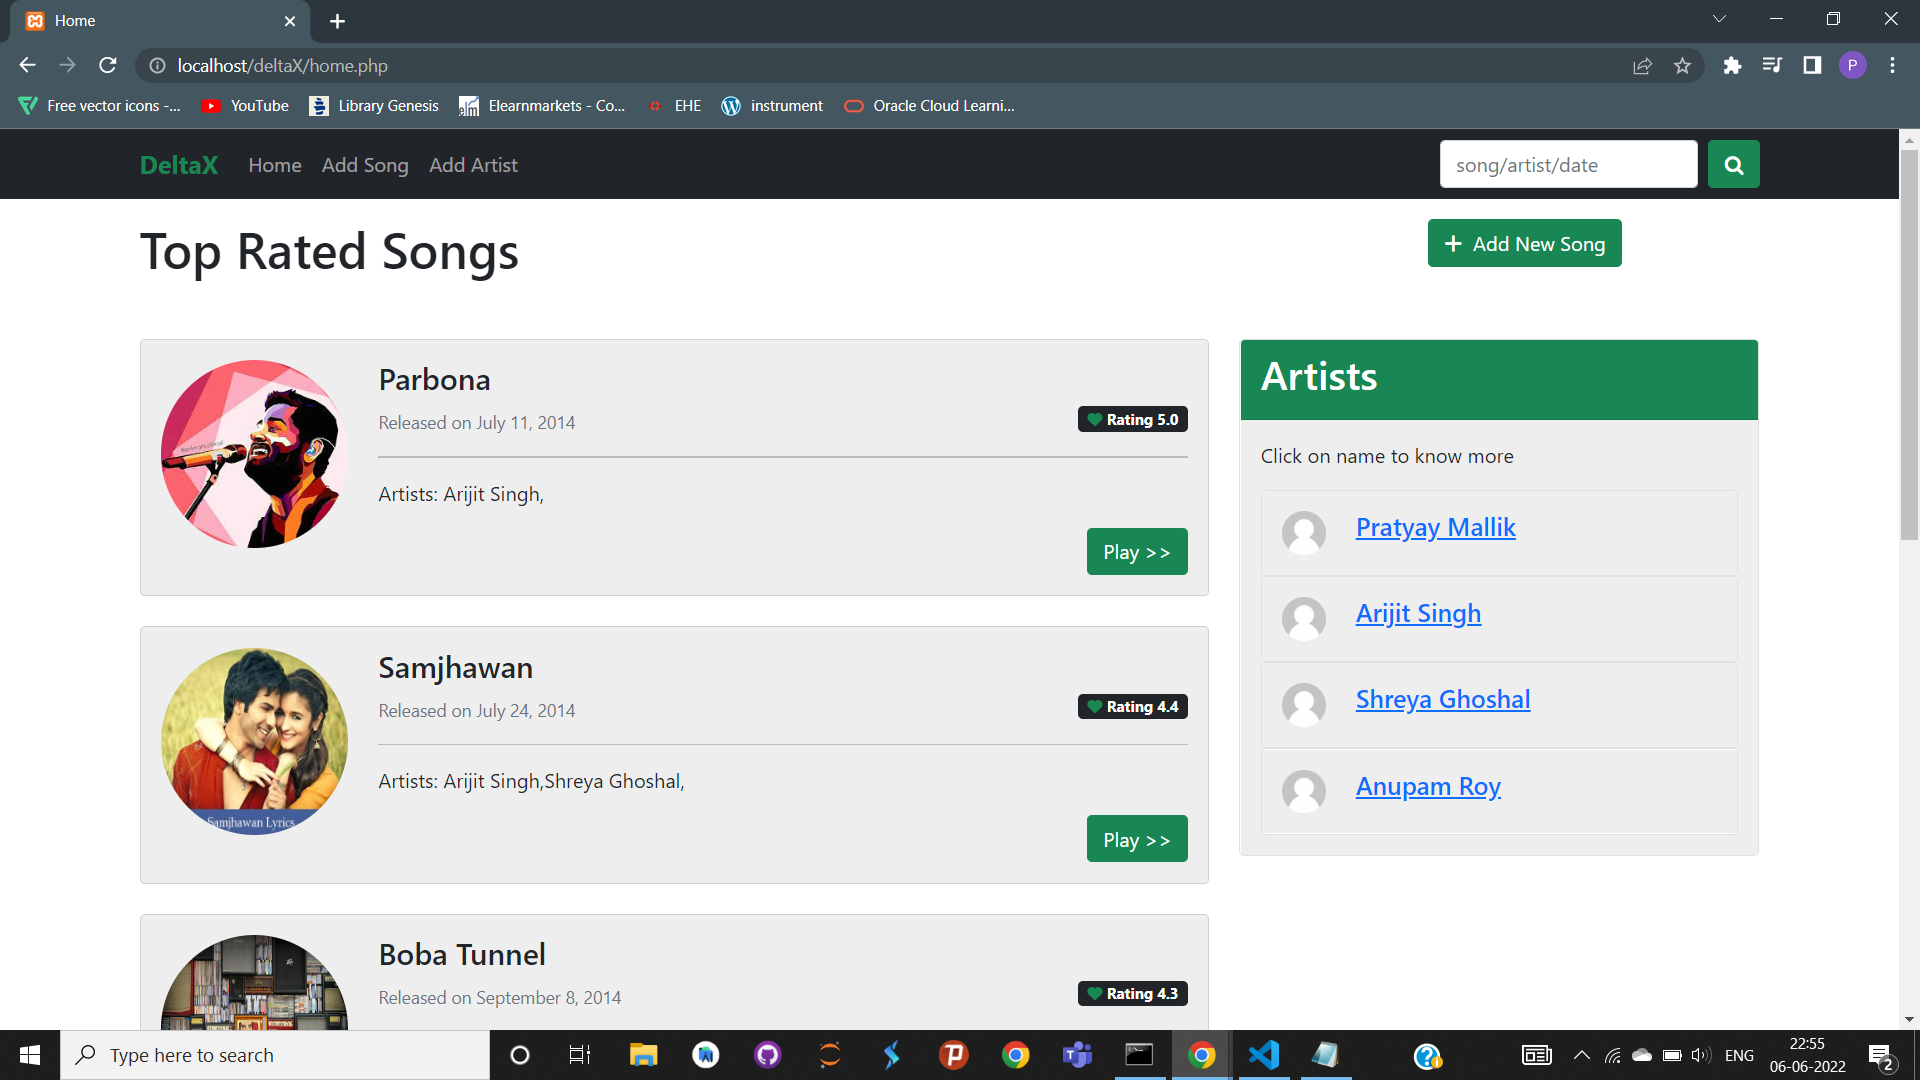 Home
localhost/deltaX/home.php
P
Free vector icons -...
YouTube
Library Genesis
elm
Elearnmarkets - Co...
EHE
instrument
Oracle Cloud Learni...
DeltaX
Home
Add Song
Add Artist
song/artist/date
Top Rated Songs
+ Add New Song
Parbona
Released on July 11, 2014
Rating 5.0
Artists: Arijit Singh,
Play >>
Samjhawan
Released on July 24, 2014
Rating 4.4
Artists: Arijit Singh,Shreya Ghoshal,
Samjhawan Lyrics
Play >>
Boba Tunnel
Released on September 8, 2014
Rating 4.3
Artists
Click on name to know more
Pratyay Mallik
Arijit Singh
Shreya Ghoshal
Anupam Roy
Type here to search
ENG
22:55
06-06-2022
2